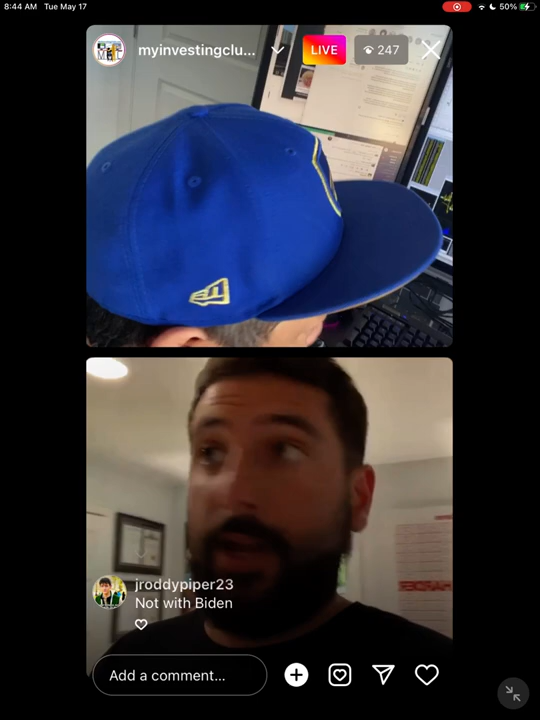 8:44 AM Tue May 17
50%
myinvestingclu...
LIVE
247
jroddypiper23
Not with Biden
Add a comment...